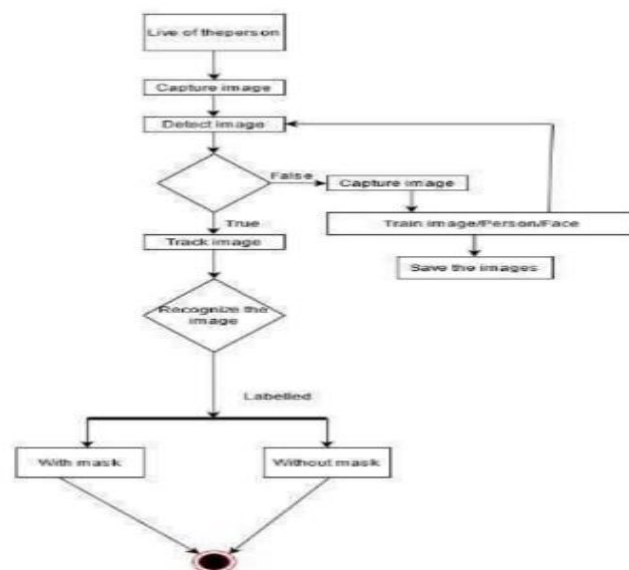 Live of theperson
Capture image
Detect image
False
Capture image
True
Train image/Person/Face
Track image
Save the images
Recognize the
image
Labelled
With mask
Without mask